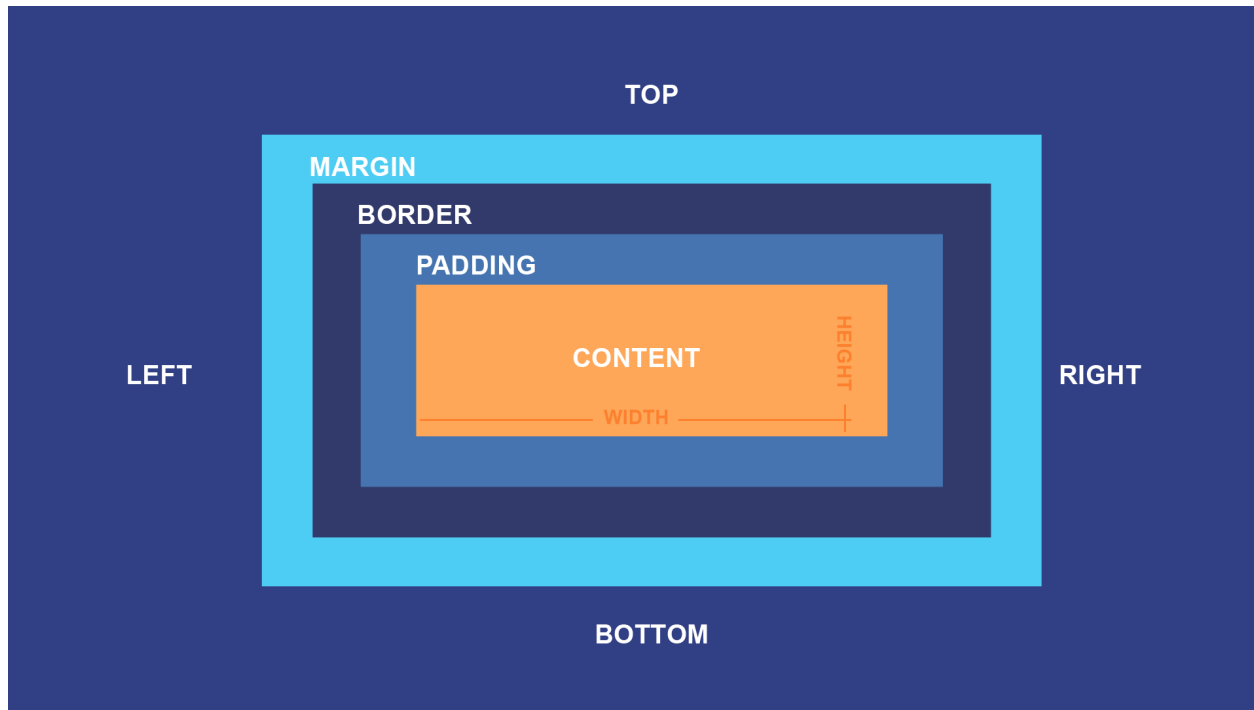 TOP
MARGIN
BORDER
PADDING
HEIGHT
CONTENT
LEFT
RIGHT
WIDTH
BOTTOM